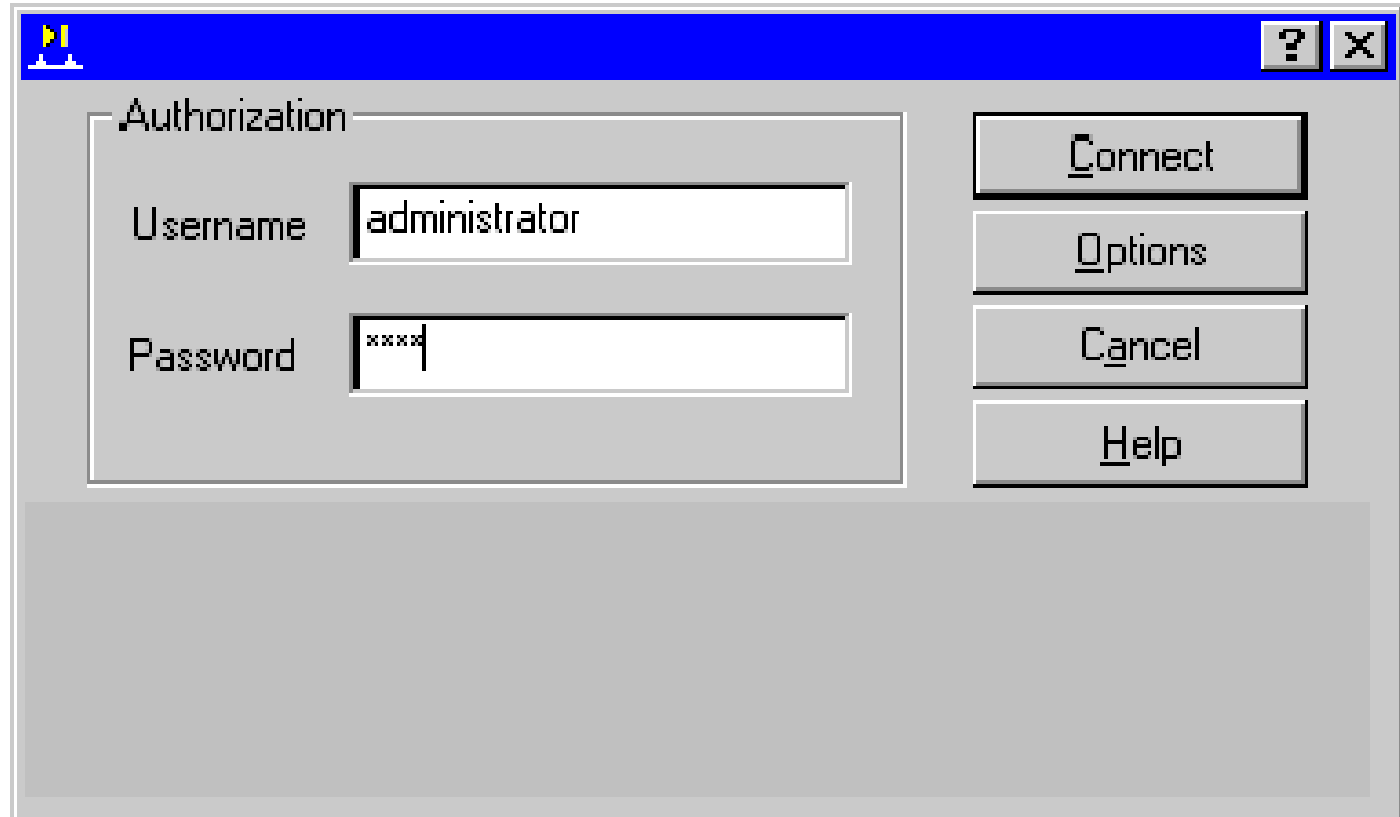 Authorization
Username administrator
Password ××××
Connect
Options
Cancel
Help